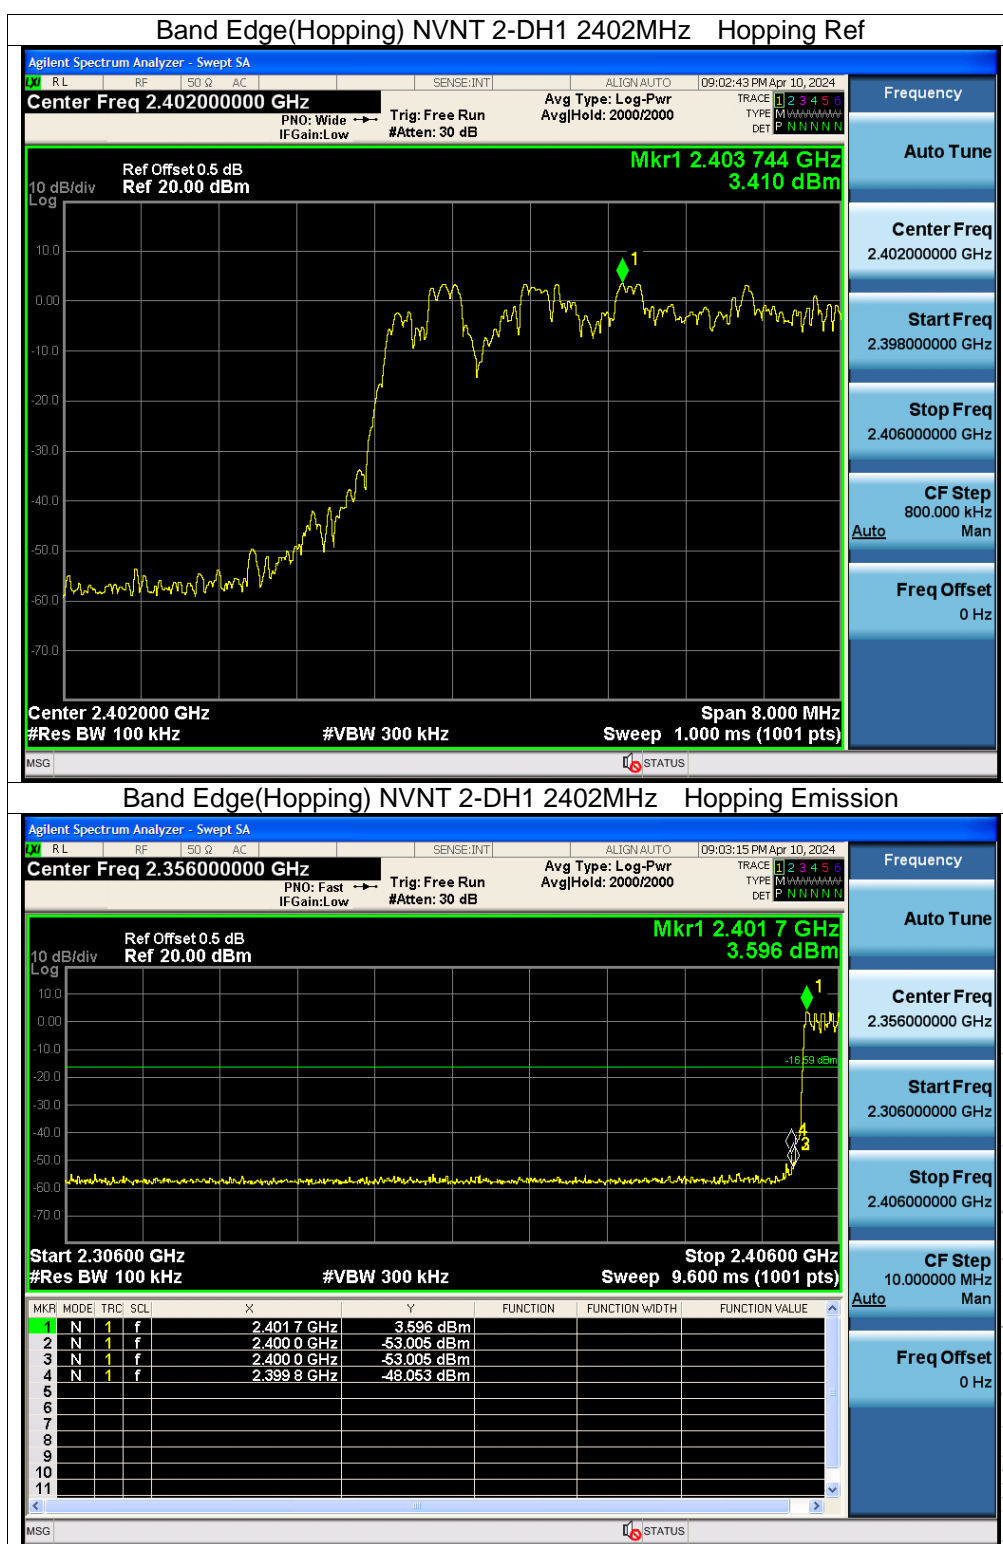 Band Edge(Hopping) NVNT 2-DH1 2402MHz Hopping Ref
Agilent Spectrum Analyzer - Swept SA
LXI RL RF 50 Ω AC SENSE:INT ALIGNAUTO 09:02:43 PM Apr 10, 2024
Center Freq 2.402000000 GHz
PNO: Wide
IFGain:Low
Trig: Free Run
#Atten: 30 dB
Avg Type: Log-Pwr
Avg|Hold: 2000/2000
TRACE 1 2 3 4 5 6
TYPE M WWWWW
DET P N N N N N
Frequency
Auto Tune
Center Freq
2.402000000 GHz
Start Freq
2.398000000 GHz
Stop Freq
2.406000000 GHz
CF Step
800.000 kHz
Auto Man
Freq Offset
0 Hz
Mkr1 2.403 744 GHz
3.410 dBm
Ref Offset 0.5 dB
10 dB/div Ref 20.00 dBm
Log
10.0
0.00
-10.0
-20.0
-30.0
-40.0
-50.0
-60.0
-70.0
1
Center 2.402000 GHz Span 8.000 MHz
#Res BW 100 kHz #VBW 300 kHz Sweep 1.000 ms (1001 pts)
MSG STATUS
Band Edge(Hopping) NVNT 2-DH1 2402MHz Hopping Emission
Agilent Spectrum Analyzer - Swept SA
LXI RL RF 50 Ω AC SENSE:INT ALIGNAUTO 09:03:15 PM Apr 10, 2024
Center Freq 2.356000000 GHz
PNO: Fast
IFGain:Low
Trig: Free Run
#Atten: 30 dB
Avg Type: Log-Pwr
Avg|Hold: 2000/2000
TRACE 1 2 3 4 5 6
TYPE M WWWWW
DET P N N N N N
Frequency
Auto Tune
Center Freq
2.356000000 GHz
Start Freq
2.306000000 GHz
Stop Freq
2.406000000 GHz
CF Step
10.000000 MHz
Auto Man
Freq Offset
0 Hz
Mkr1 2.401 7 GHz
3.596 dBm
Ref Offset 0.5 dB
10 dB/div Ref 20.00 dBm
Log
10.0
0.00
-10.0
-20.0
-30.0
-40.0
-50.0
-60.0
-70.0
1
-16.59 dBm
4
3
Start 2.30600 GHz Stop 2.40600 GHz
#Res BW 100 kHz #VBW 300 kHz Sweep 9.600 ms (1001 pts)
MKR MODE TRC SCL X Y FUNCTION FUNCTION WIDTH FUNCTION VALUE
1 N 1 f 2.401 7 GHz 3.596 dBm
2 N 1 f 2.400 0 GHz -53.005 dBm
3 N 1 f 2.400 0 GHz -53.005 dBm
4 N 1 f 2.399 8 GHz -48.053 dBm
5
6
7
8
9
10
11
MSG STATUS